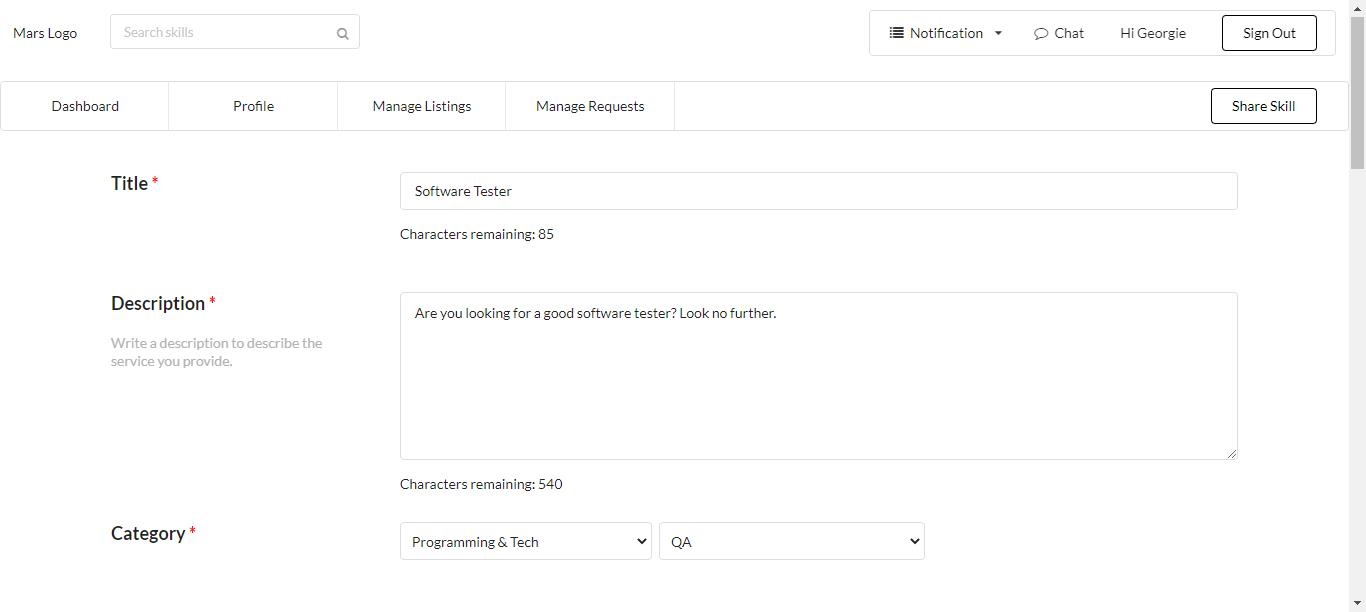 Mars Logo
Search skills
Notification
Chat
Hi Georgie
Sign Out
Dashboard
Profile
Manage Listings
Manage Requests
Share Skill
Title *
Software Tester
Characters remaining: 85
Description *
Write a description to describe the
service you provide.
Are you looking for a good software tester? Look no further.
Characters remaining: 540
Category *
Programming & Tech
QA